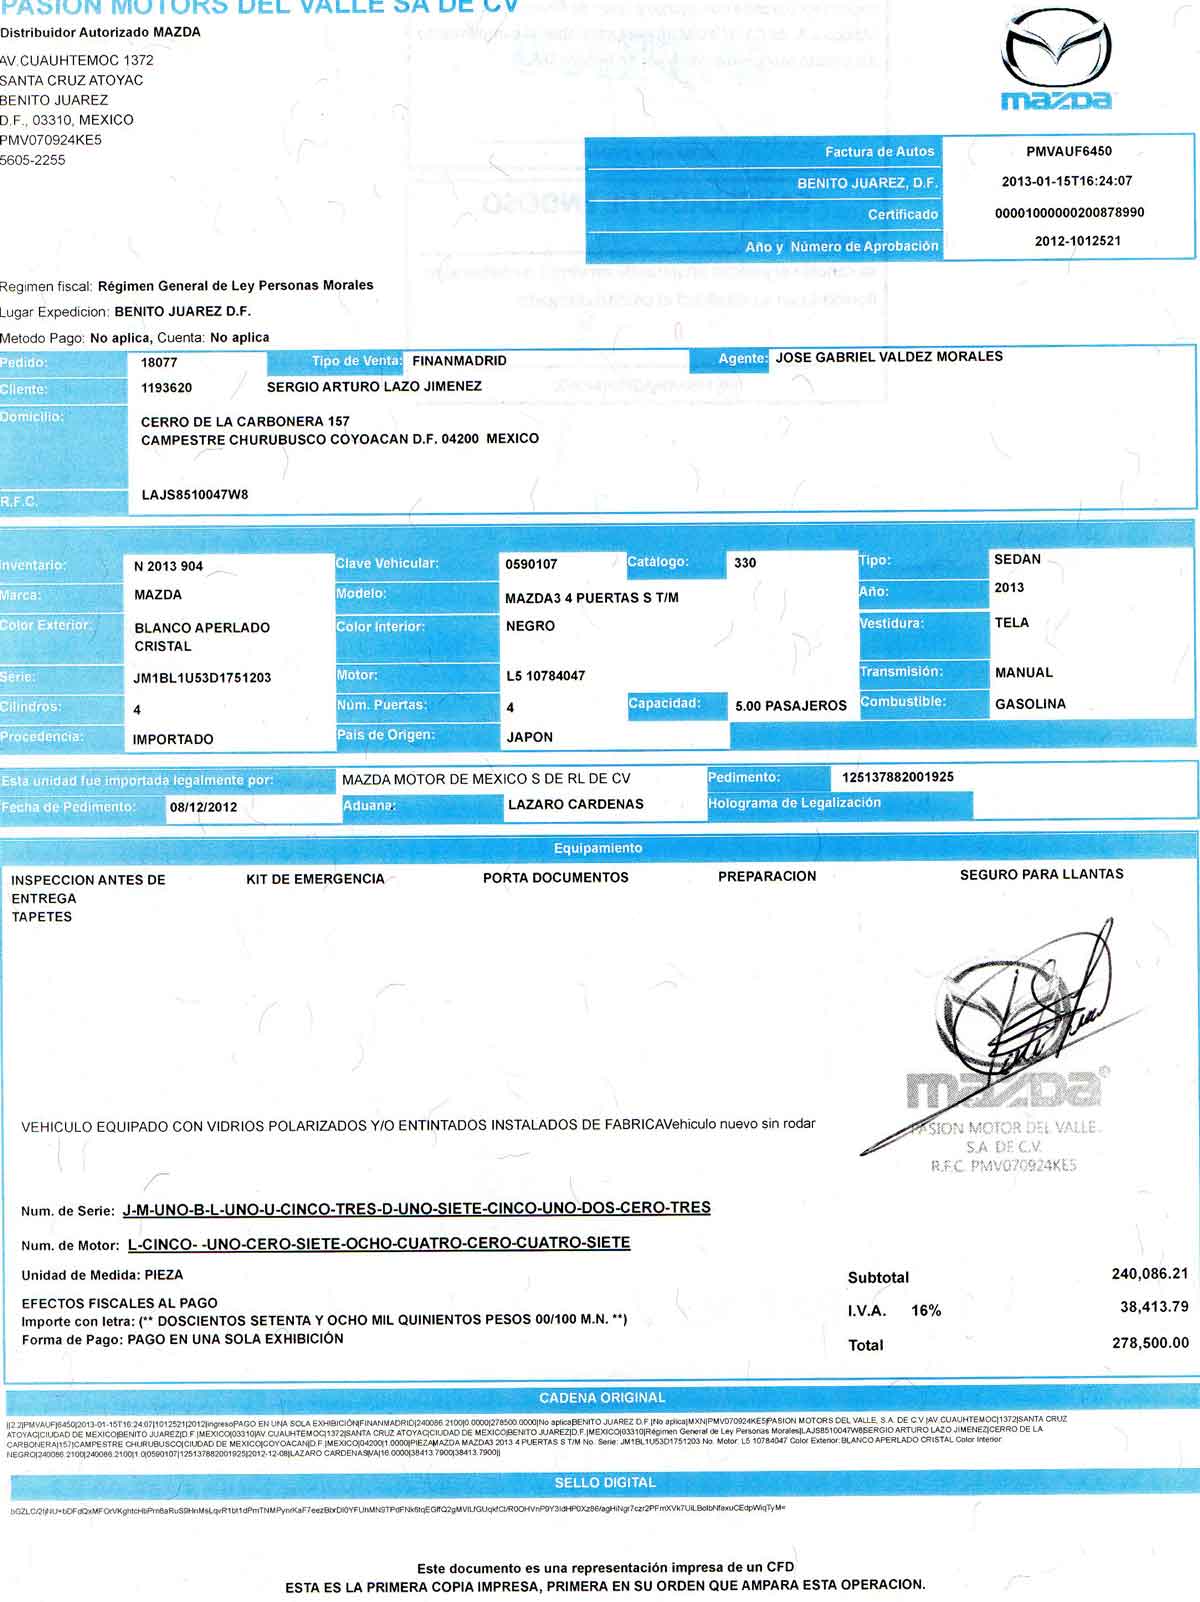 PASION MOTORS DEL VALLE SA DE CV
Distribuidor Autorizado MAZDA
AV.CUAUHTEMOC 1372
SANTA CRUZ ATOYAC
BENITO JUAREZ
D.F., 03310, MEXICO
PMV070924KE5
5605-2255
mazda
Factura de Autos PMVAUF6450
BENITO JUAREZ, D.F. 2013-01-15T16:24:07
Certificado 00001000000200878990
Año y Número de Aprobación 2012-1012521
Regimen fiscal: Régimen General de Ley Personas Morales
Lugar Expedicion: BENITO JUAREZ D.F.
Metodo Pago: No aplica, Cuenta: No aplica
Pedido: 18077 Tipo de Venta: FINANMADRID Agente: JOSE GABRIEL VALDEZ MORALES
Cliente: 1193620 SERGIO ARTURO LAZO JIMENEZ
Domicilio: CERRO DE LA CARBONERA 157
CAMPESTRE CHURUBUSCO COYOACAN D.F. 04200 MEXICO
R.F.C. LAJS8510047W8
Inventario: N 2013 904 Clave Vehicular: 0590107 Catálogo: 330 Tipo: SEDAN
Marca: MAZDA Modelo: MAZDA3 4 PUERTAS S T/M Año: 2013
Color Exterior: BLANCO APERLADO CRISTAL Color Interior: NEGRO Vestidura: TELA
Serie: JM1BL1U53D1751203 Motor: L5 10784047 Transmisión: MANUAL
Cilindros: 4 Núm. Puertas: 4 Capacidad: 5.00 PASAJEROS Combustible: GASOLINA
Procedencia: IMPORTADO País de Origen: JAPON
Esta unidad fue importada legalmente por: MAZDA MOTOR DE MEXICO S DE RL DE CV Pedimento: 125137882001925
Fecha de Pedimento: 08/12/2012 Aduana: LAZARO CARDENAS Holograma de Legalización
Equipamiento
INSPECCION ANTES DE ENTREGA KIT DE EMERGENCIA PORTA DOCUMENTOS PREPARACION SEGURO PARA LLANTAS
TAPETES
mazda
PASION MOTOR DEL VALLE.
S.A. DE C.V.
R.F.C. PMV070924KE5
VEHICULO EQUIPADO CON VIDRIOS POLARIZADOS Y/O ENTINTADOS INSTALADOS DE FABRICAVehiculo nuevo sin rodar
Num. de Serie: J-M-UNO-B-L-UNO-U-CINCO-TRES-D-UNO-SIETE-CINCO-UNO-DOS-CERO-TRES
Num. de Motor: L-CINCO- -UNO-CERO-SIETE-OCHO-CUATRO-CERO-CUATRO-SIETE
Unidad de Medida: PIEZA
Subtotal 240,086.21
EFECTOS FISCALES AL PAGO
I.V.A. 16% 38,413.79
Importe con letra: (** DOSCIENTOS SETENTA Y OCHO MIL QUINIENTOS PESOS 00/100 M.N. **)
Forma de Pago: PAGO EN UNA SOLA EXHIBICIÓN
Total 278,500.00
CADENA ORIGINAL
||2.2|PMVAUF|6450|2013-01-15T16:24:07|1012521|2012|ingreso|PAGO EN UNA SOLA EXHIBICIÓN|FINANMADRID|240086.2100|0.0000|278500.0000|No aplica|BENITO JUAREZ D.F.|No aplica|MXN|PMV070924KE5|PASION MOTORS DEL VALLE, S.A. DE C.V.|AV.CUAUHTEMOC|1372|SANTA CRUZ
ATOYAC|CIUDAD DE MEXICO|BENITO JUAREZ|D.F.|MEXICO|03310|AV.CUAUHTEMOC|1372|SANTA CRUZ ATOYAC|CIUDAD DE MEXICO|BENITO JUAREZ|D.F.|MEXICO|03310|Régimen General de Ley Personas Morales|LAJS8510047W8|SERGIO ARTURO LAZO JIMENEZ|CERRO DE LA
CARBONERA|157|CAMPESTRE CHURUBUSCO|CIUDAD DE MEXICO|COYOACAN|D.F.|MEXICO|04200|1.0000|PIEZA|MAZDA MAZDA3 2013 4 PUERTAS S T/M No. Serie: JM1BL1U53D1751203 No. Motor: L5 10784047 Color Exterior: BLANCO APERLADO CRISTAL Color Interior:
NEGRO|240086.2100|240086.2100|1.0|0590107|125137882001925|2012-12-08|LAZARO CARDENAS|IVA|16.0000|38413.7900|38413.7900||
SELLO DIGITAL
Este documento es una representación impresa de un CFD
ESTA ES LA PRIMERA COPIA IMPRESA, PRIMERA EN SU ORDEN QUE AMPARA ESTA OPERACION.